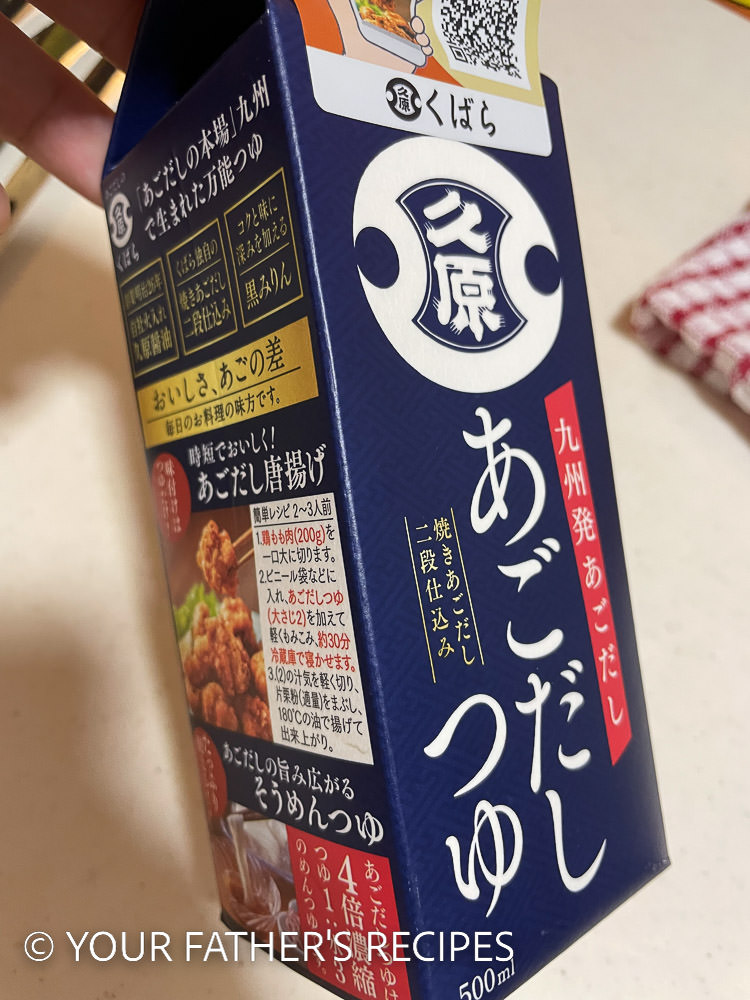 久原
くばら
久原
九州発 あごだし
あごだし
つゆ
焼きあごだし
二段仕込み
500ml
久原
くばら
「あごだしの本場」九州
で生まれた万能つゆ
久原醤油
くばら独自の
焼きあごだし
二段仕込み
コクと味に
深みを加える
黒みりん
おいしさ、あごの差
毎日のお料理の味方です。
味付けは
時短でおいしく!
あごだし唐揚げ
簡単レシピ 2〜3人前
1.鶏もも肉(200g)を
一口大に切ります。
2.ビニール袋などに
入れ、あごだしつゆ
(大さじ2)を加えて
軽くもみこみ、約30分
冷蔵庫で寝かせます。
3.(2)の汁気を軽く切り、
片栗粉(適量)をまぶし、
180℃の油で揚げて
出来上がり。
あごだしの旨み広がる
そうめんつゆ
4倍濃縮
© YOUR FATHER'S RECIPES